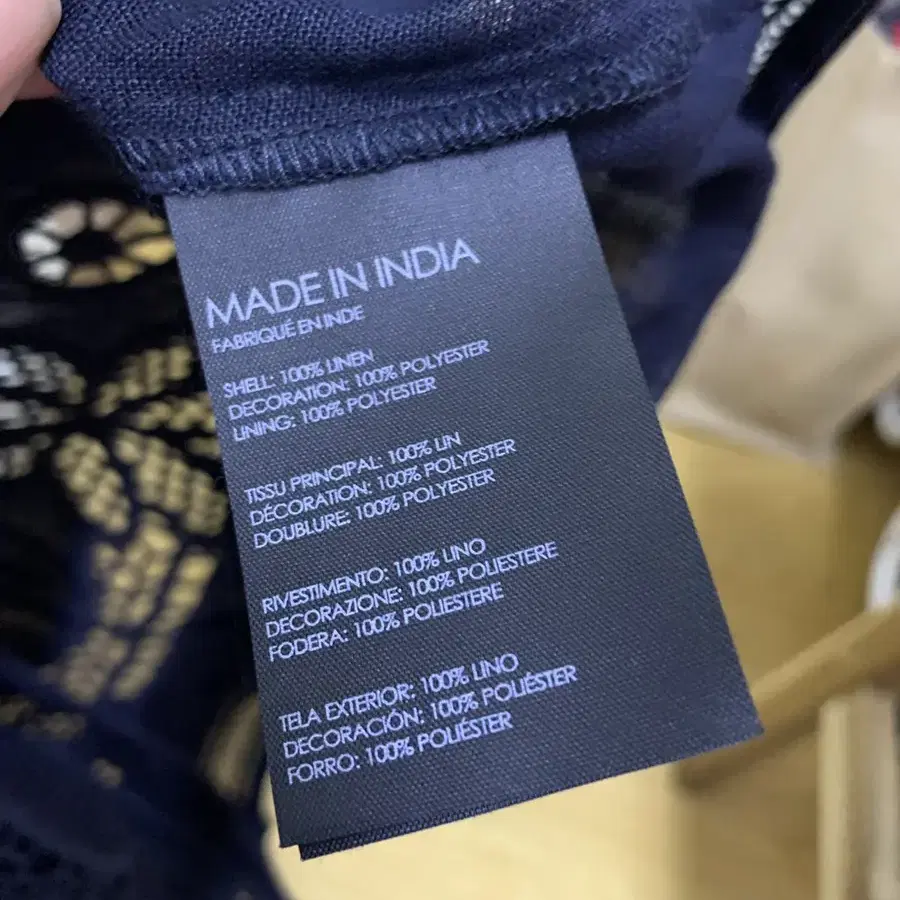 MADE IN INDIA
FABRIQUÉ EN INDE
SHELL: 100% LINEN
DECORATION: 100% POLYESTER
LINING: 100% POLYESTER
TISSU PRINCIPAL: 100% LIN
DÉCORATION: 100% POLYESTER
DOUBLURE: 100% POLYESTER
RIVESTIMENTO: 100% LINO
DECORAZIONE: 100% POLIESTERE
FODERA: 100% POLIESTERE
TELA EXTERIOR: 100% LINO
DECORACIÓN: 100% POLIÉSTER
FORRO: 100% POLIÉSTER